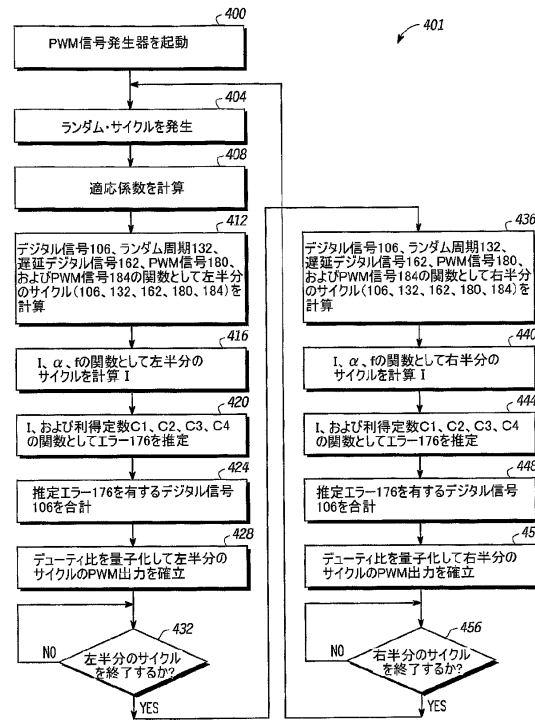 400
401
PWM信号発生器を起動
404
ランダム・サイクルを発生
408
適応係数を計算
412
デジタル信号106、ランダム周期132、
遅延デジタル信号162、PWM信号180、
およびPWM信号184の関数として左半分
のサイクル(106、132、162、180、184)を
計算
416
I、α、fの関数として左半分の
サイクルを計算 I
420
I、および利得定数C1、C2、C3、C4
の関数としてエラー176を推定
424
推定エラー176を有するデジタル信号
106を合計
428
デューティ比を量子化して左半分の
サイクルのPWM出力を確立
432
左半分のサイクル
を終了するか?
NO
YES
436
デジタル信号106、ランダム周期132、
遅延デジタル信号162、PWM信号180、
およびPWM信号184の関数として右半分
のサイクル(106、132、162、180、184)を
計算
440
I、α、fの関数として右半分の
サイクルを計算 I
444
I、および利得定数C1、C2、C3、C4
の関数としてエラー176を推定
448
推定エラー176を有するデジタル信号
106を合計
デューティ比を量子化して右半分の
サイクルのPWM出力を確立
456
右半分のサイクル
を終了するか?
NO
YES